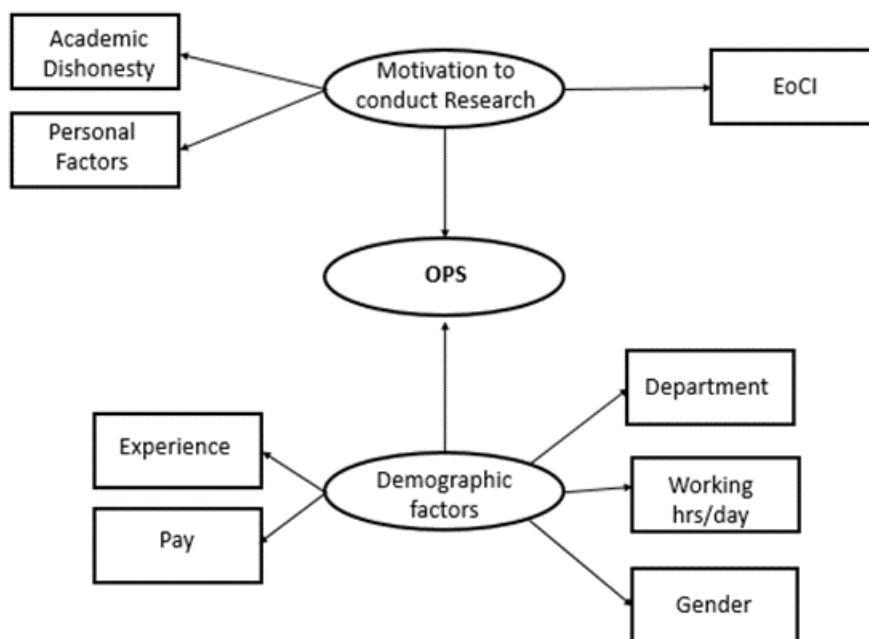 Academic
Dishonesty
Motivation to
conduct Research
EoCI
Personal
Factors
OPS
Department
Experience
Demographic
factors
Working
hrs/day
Pay
Gender